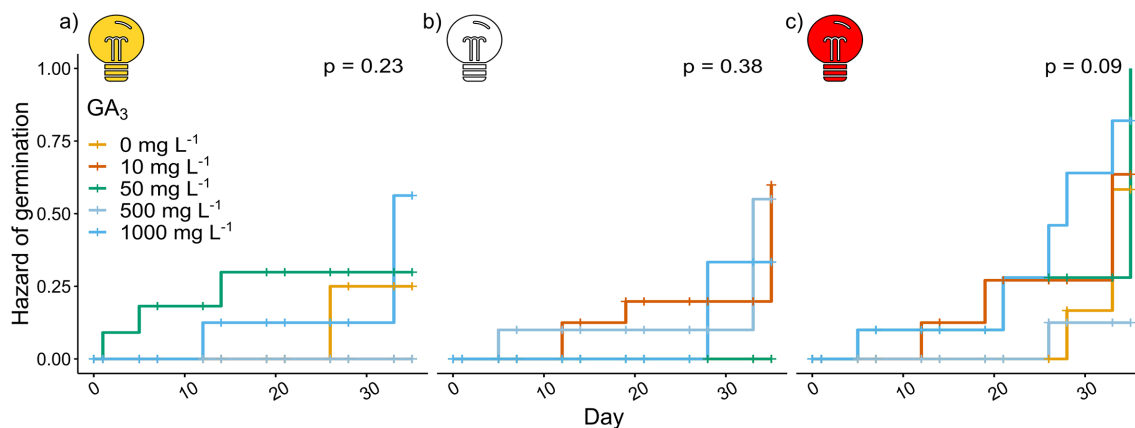 a)
b)
c)
p = 0.23
p = 0.38
p = 0.09
Hazard of germination
1.00
0.75
0.50
0.25
0.00
GA₃
0 mg L⁻¹
10 mg L⁻¹
50 mg L⁻¹
500 mg L⁻¹
1000 mg L⁻¹
0 10 20 30
0 10 20 30
0 10 20 30
Day